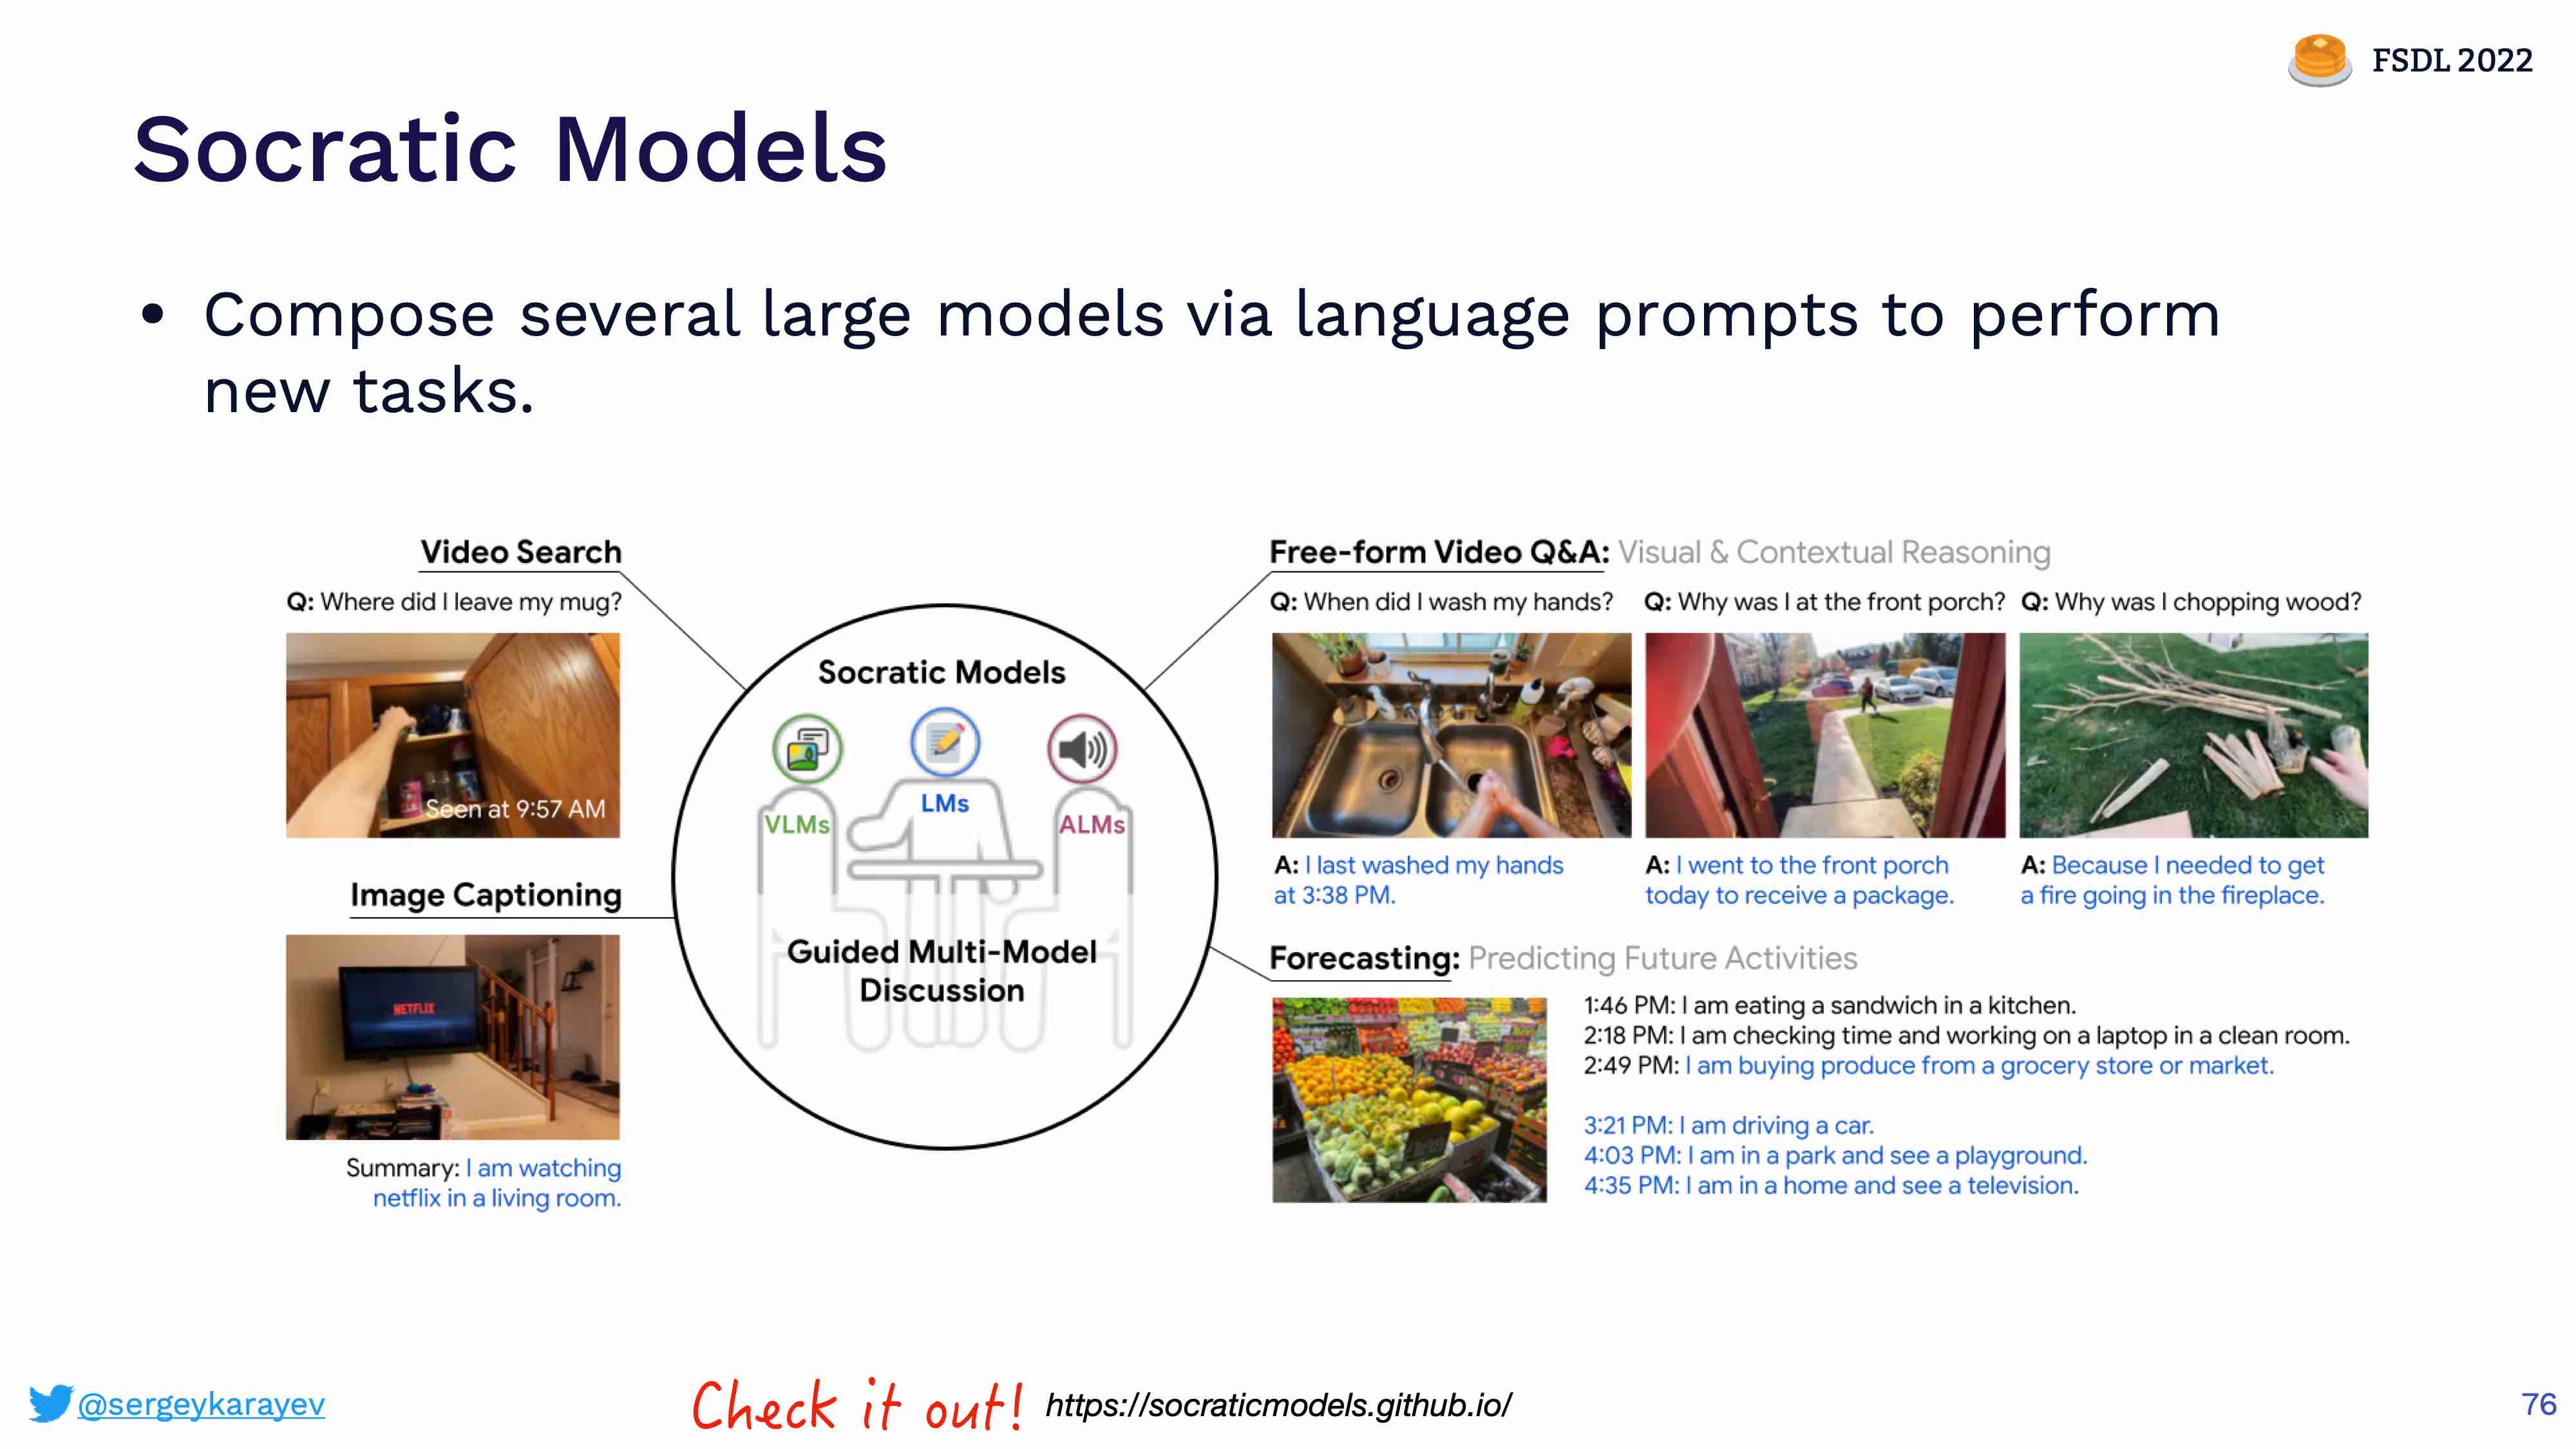 FSDL 2022
Socratic Models
• Compose several large models via language prompts to perform
new tasks.
Video Search
Q: Where did I leave my mug?
Seen at 9:57 AM
Image Captioning
NETFLIX
Summary: I am watching
netflix in a living room.
Socratic Models
VLMs
LMs
ALMs
Guided Multi-Model
Discussion
Free-form Video Q&A: Visual & Contextual Reasoning
Q: When did I wash my hands?
A: I last washed my hands
at 3:38 PM.
Q: Why was I at the front porch?
A: I went to the front porch
today to receive a package.
Q: Why was I chopping wood?
A: Because I needed to get
a fire going in the fireplace.
Forecasting: Predicting Future Activities
1:46 PM: I am eating a sandwich in a kitchen.
2:18 PM: I am checking time and working on a laptop in a clean room.
2:49 PM: I am buying produce from a grocery store or market.
3:21 PM: I am driving a car.
4:03 PM: I am in a park and see a playground.
4:35 PM: I am in a home and see a television.
@sergeykarayev
Check it out! https://socraticmodels.github.io/
76